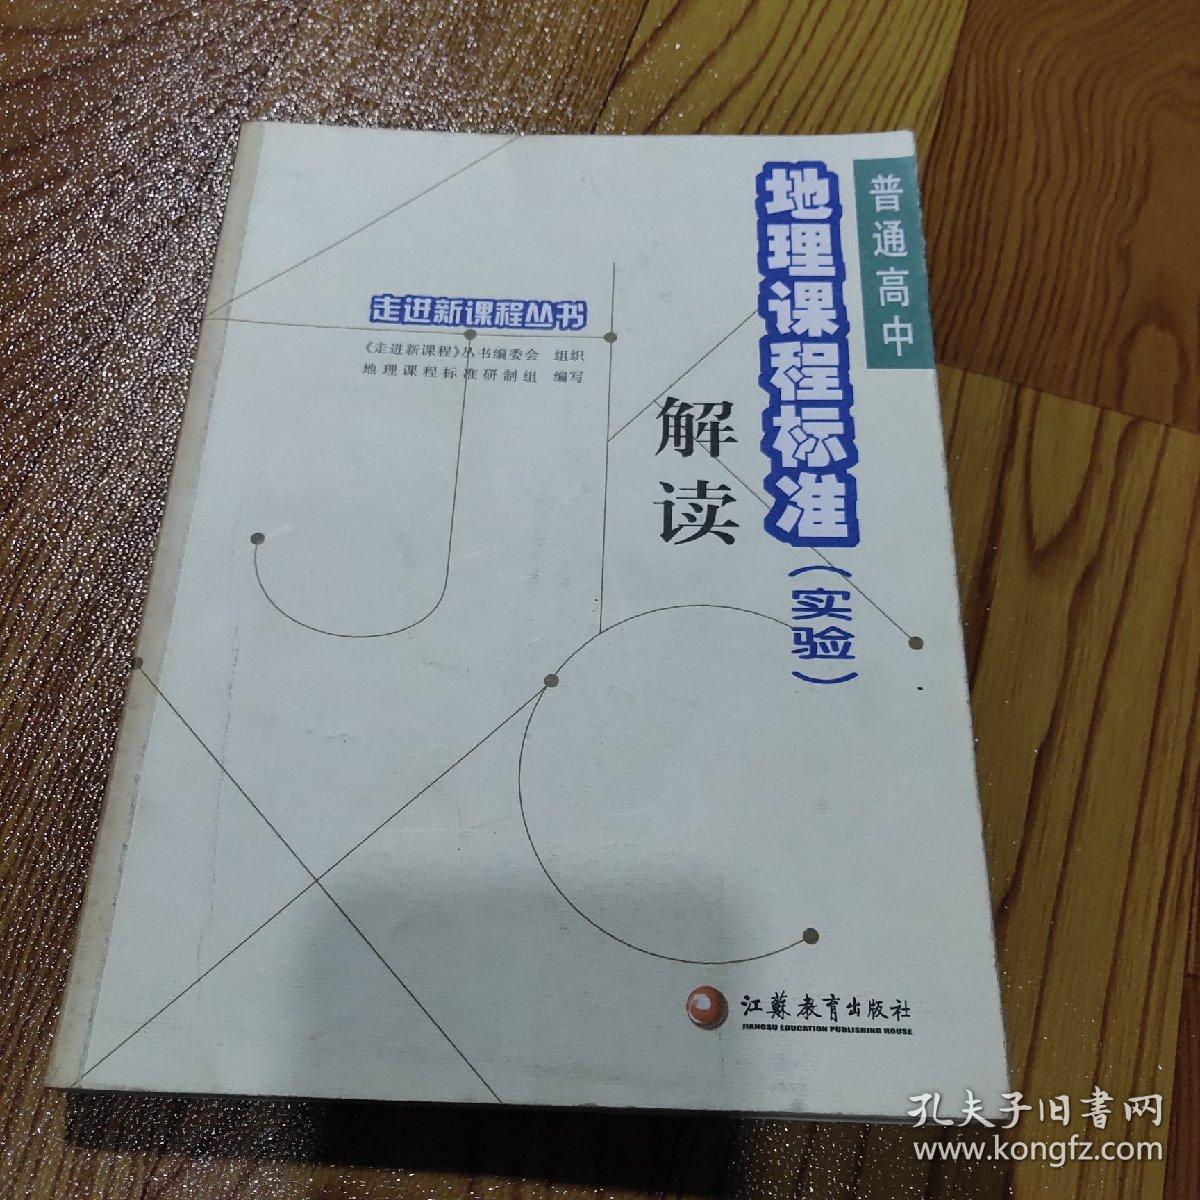 普通高中
地理课程标准(实验)
解读
走进新课程丛书
《走进新课程》丛书编委会 组织
地理课程标准研制组 编写
江蘇教育出版社
JIANGSU EDUCATION PUBLISHING HOUSE
孔夫子旧書网
www.kongfz.com